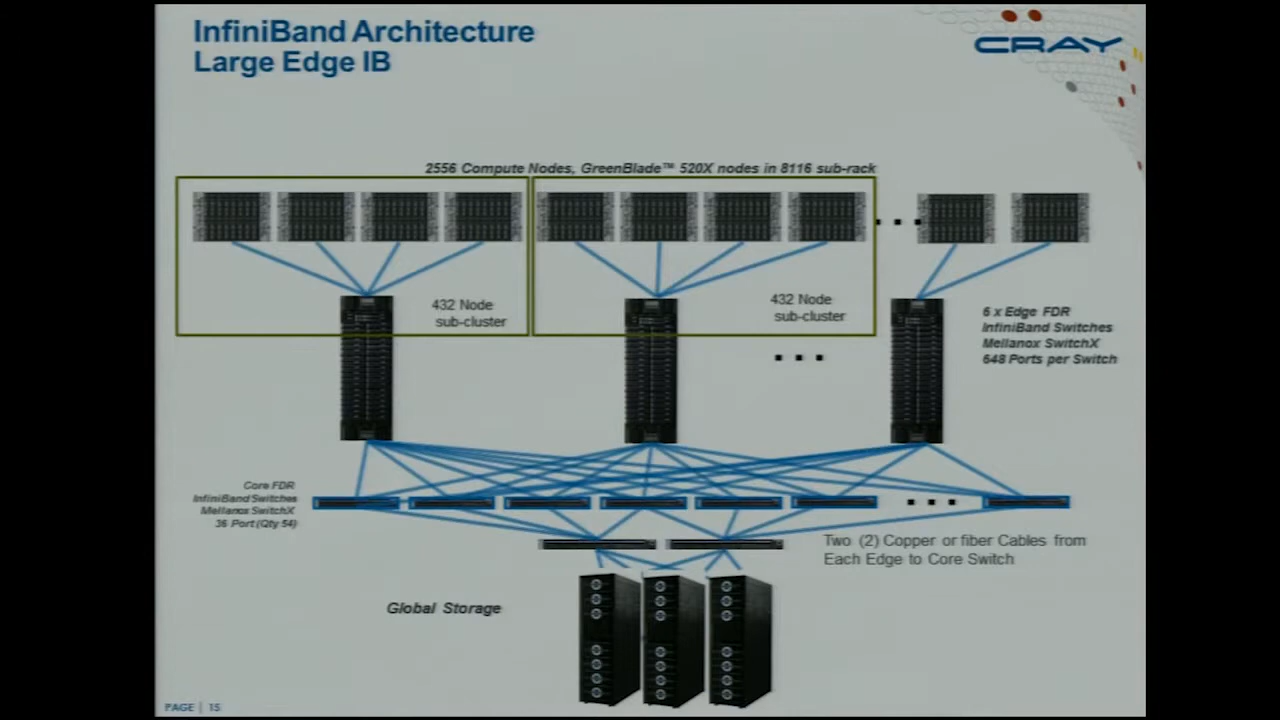 InfiniBand Architecture
Large Edge IB
CRAY
2556 Compute Nodes, GreenBlade™ 520X nodes in 8116 sub-rack
432 Node
sub-cluster
432 Node
sub-cluster
6 x Edge FDR
InfiniBand Switches
Mellanox SwitchX
648 Ports per Switch
Core FDR
InfiniBand Switches
Mellanox SwitchX
36 Port (Qty 54)
Two (2) Copper or fiber Cables from
Each Edge to Core Switch
Global Storage
PAGE | 15